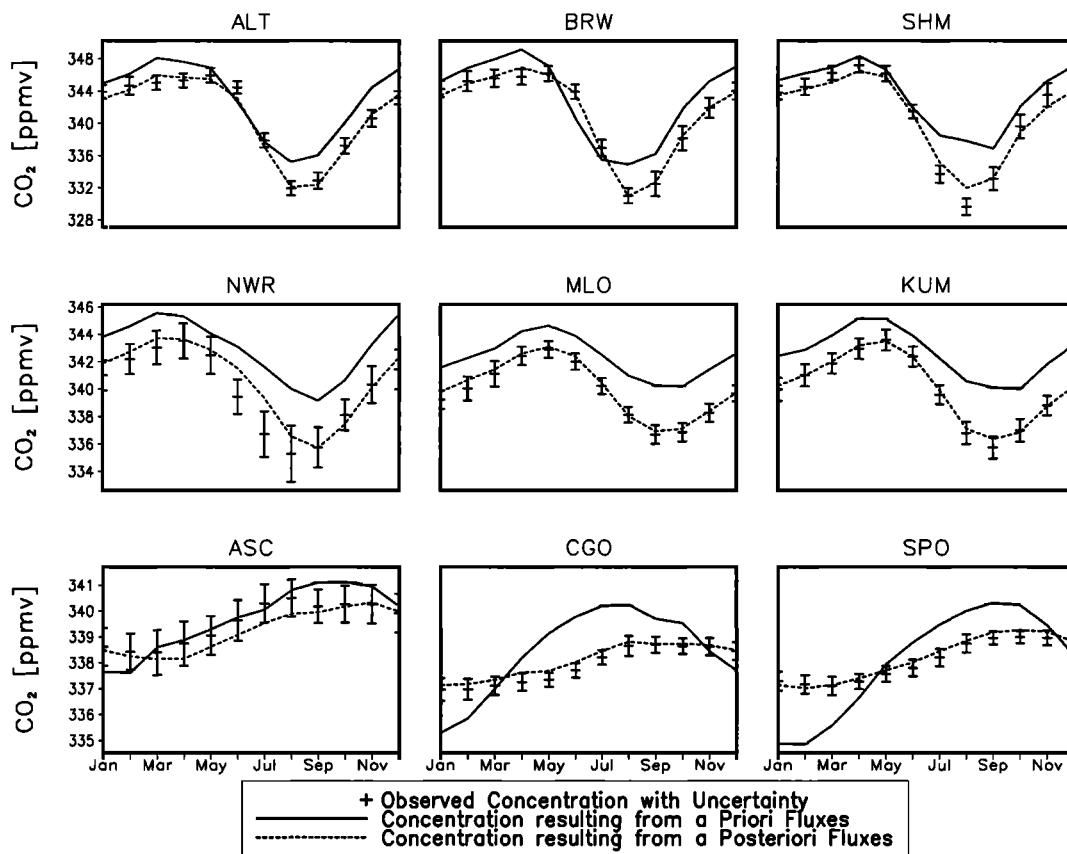 ALT BRW SHM
CO₂ [ppmv]
348
344
340
336
332
328
NWR MLO KUM
CO₂ [ppmv]
346
344
342
340
338
336
334
ASC CGO SPO
CO₂ [ppmv]
341
340
339
338
337
336
335
Jan Mar May Jul Sep Nov Jan Mar May Jul Sep Nov Jan Mar May Jul Sep Nov
Observed Concentration with Uncertainty
Concentration resulting from a Priori Fluxes
Concentration resulting from a Posteriori Fluxes